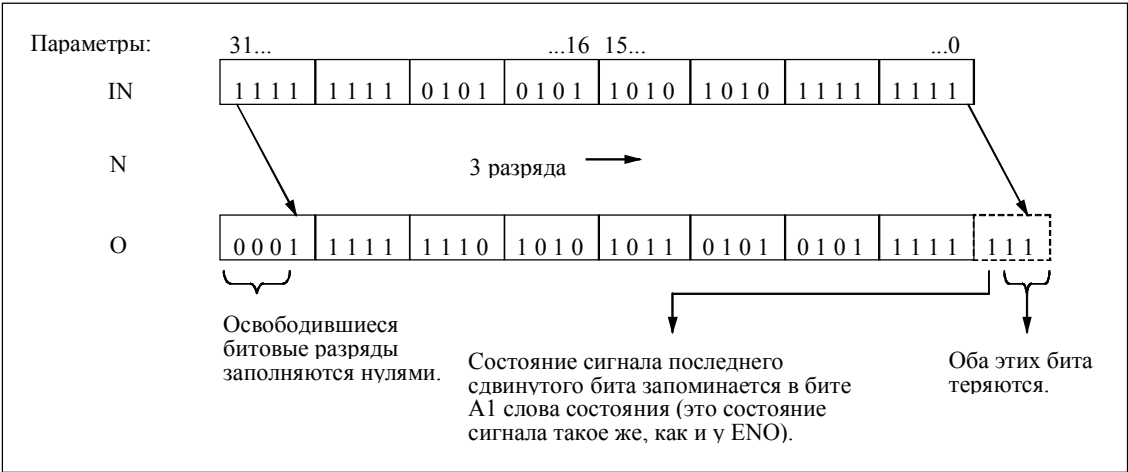 Параметры:
31... ...16 15... ...0
IN
1 1 1 1 1 1 1 1 0 1 0 1 0 1 0 1 1 0 1 0 1 0 1 0 1 1 1 1 1 1 1 1
N
3 разряда
O
0 0 0 1 1 1 1 1 1 1 1 0 1 0 1 0 1 0 1 1 0 1 0 1 0 1 0 1 1 1 1 1 1 1 1
Освободившиеся
битовые разряды
заполняются нулями.
Состояние сигнала последнего
сдвинутого бита запоминается в бите
A1 слова состояния (это состояние
сигнала такое же, как и у ENO).
Оба этих бита
теряются.